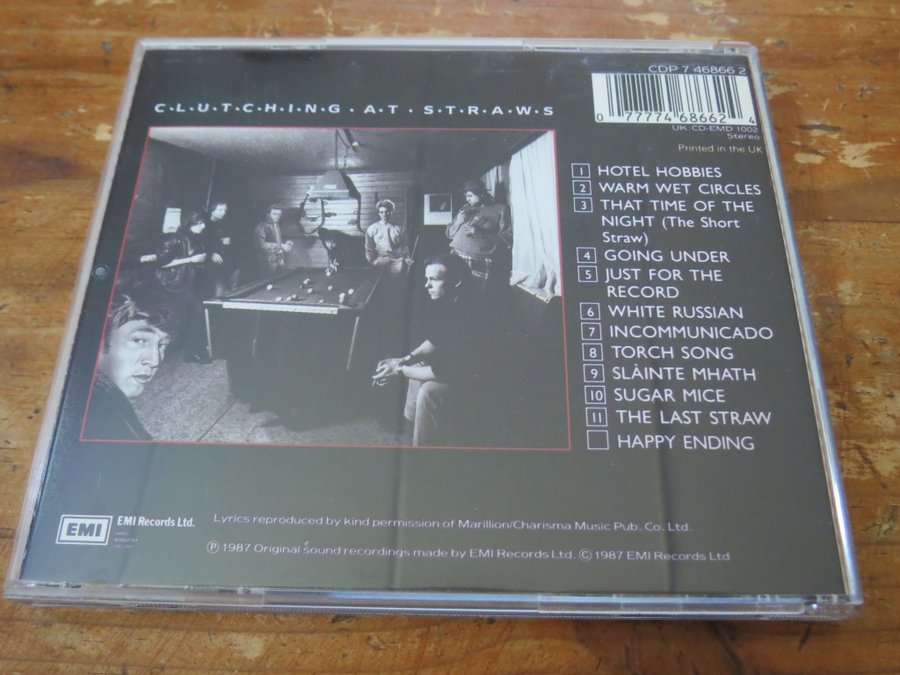 C·L·U·T·C·H·I·N·G · A·T · S·T·R·A·W·S
CDP 7 46866 2
0 77774 68662 4
UK:CD-EMD 1002
Stereo
Printed in the UK
1 HOTEL HOBBIES
2 WARM WET CIRCLES
3 THAT TIME OF THE
NIGHT (The Short
Straw)
4 GOING UNDER
5 JUST FOR THE
RECORD
6 WHITE RUSSIAN
7 INCOMMUNICADO
8 TORCH SONG
9 SLÀINTE MHATH
10 SUGAR MICE
11 THE LAST STRAW
HAPPY ENDING
EMI
EMI Records Ltd.
Lyrics reproduced by kind permission of Marillion/Charisma Music Pub. Co. Ltd.
Ⓟ 1987 Original sound recordings made by EMI Records Ltd. © 1987 EMI Records Ltd